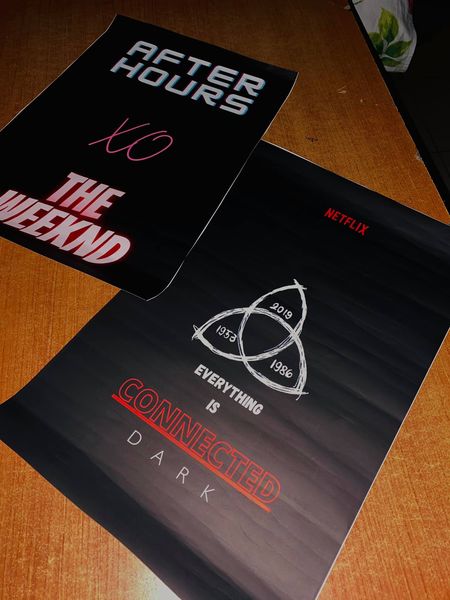 AFTER
HOURS
XO
THE
WEEKND
NETFLIX
2019
1953
1986
EVERYTHING
IS
CONNECTED
DARK